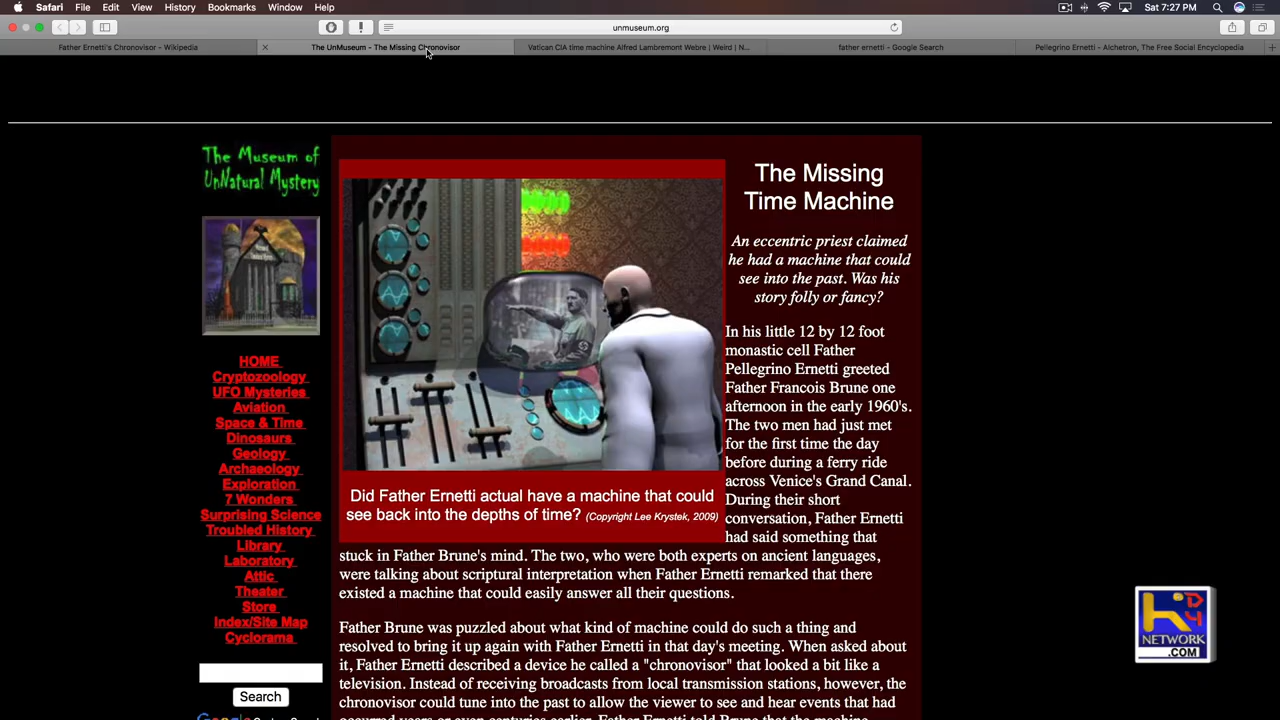 Safari File Edit View History Bookmarks Window Help
Sat 7:27 PM
unmuseum.org
Father Ernetti's Chronovisor - Wikipedia
The UnMuseum - The Missing Chronovisor
Vatican CIA time machine Alfred Lambremont Webre | Weird | N...
father ernetti - Google Search
Pellegrino Ernetti - Alchetron, The Free Social Encyclopedia
The Museum of
UnNatural Mystery
HOME
Cryptozoology
UFO Mysteries
Aviation
Space & Time
Dinosaurs
Geology
Archaeology
Exploration
7 Wonders
Surprising Science
Troubled History
Library
Laboratory
Attic
Theater
Store
Index/Site Map
Cyclorama
Search
Did Father Ernetti actual have a machine that could
see back into the depths of time? (Copyright Lee Krystek, 2009)
The Missing
Time Machine
An eccentric priest claimed
he had a machine that could
see into the past. Was his
story folly or fancy?
In his little 12 by 12 foot
monastic cell Father
Pellegrino Ernetti greeted
Father Francois Brune one
afternoon in the early 1960's.
The two men had just met
for the first time the day
before during a ferry ride
across Venice's Grand Canal.
During their short
conversation, Father Ernetti
had said something that
stuck in Father Brune's mind. The two, who were both experts on ancient languages,
were talking about scriptural interpretation when Father Ernetti remarked that there
existed a machine that could easily answer all their questions.
Father Brune was puzzled about what kind of machine could do such a thing and
resolved to bring it up again with Father Ernetti in that day's meeting. When asked about
it, Father Ernetti described a device he called a "chronovisor" that looked a bit like a
television. Instead of receiving broadcasts from local transmission stations, however, the
chronovisor could tune into the past to allow the viewer to see and hear events that had
occurred years or even centuries earlier. Father Ernetti told Brune that the machine
NETWORK
.COM